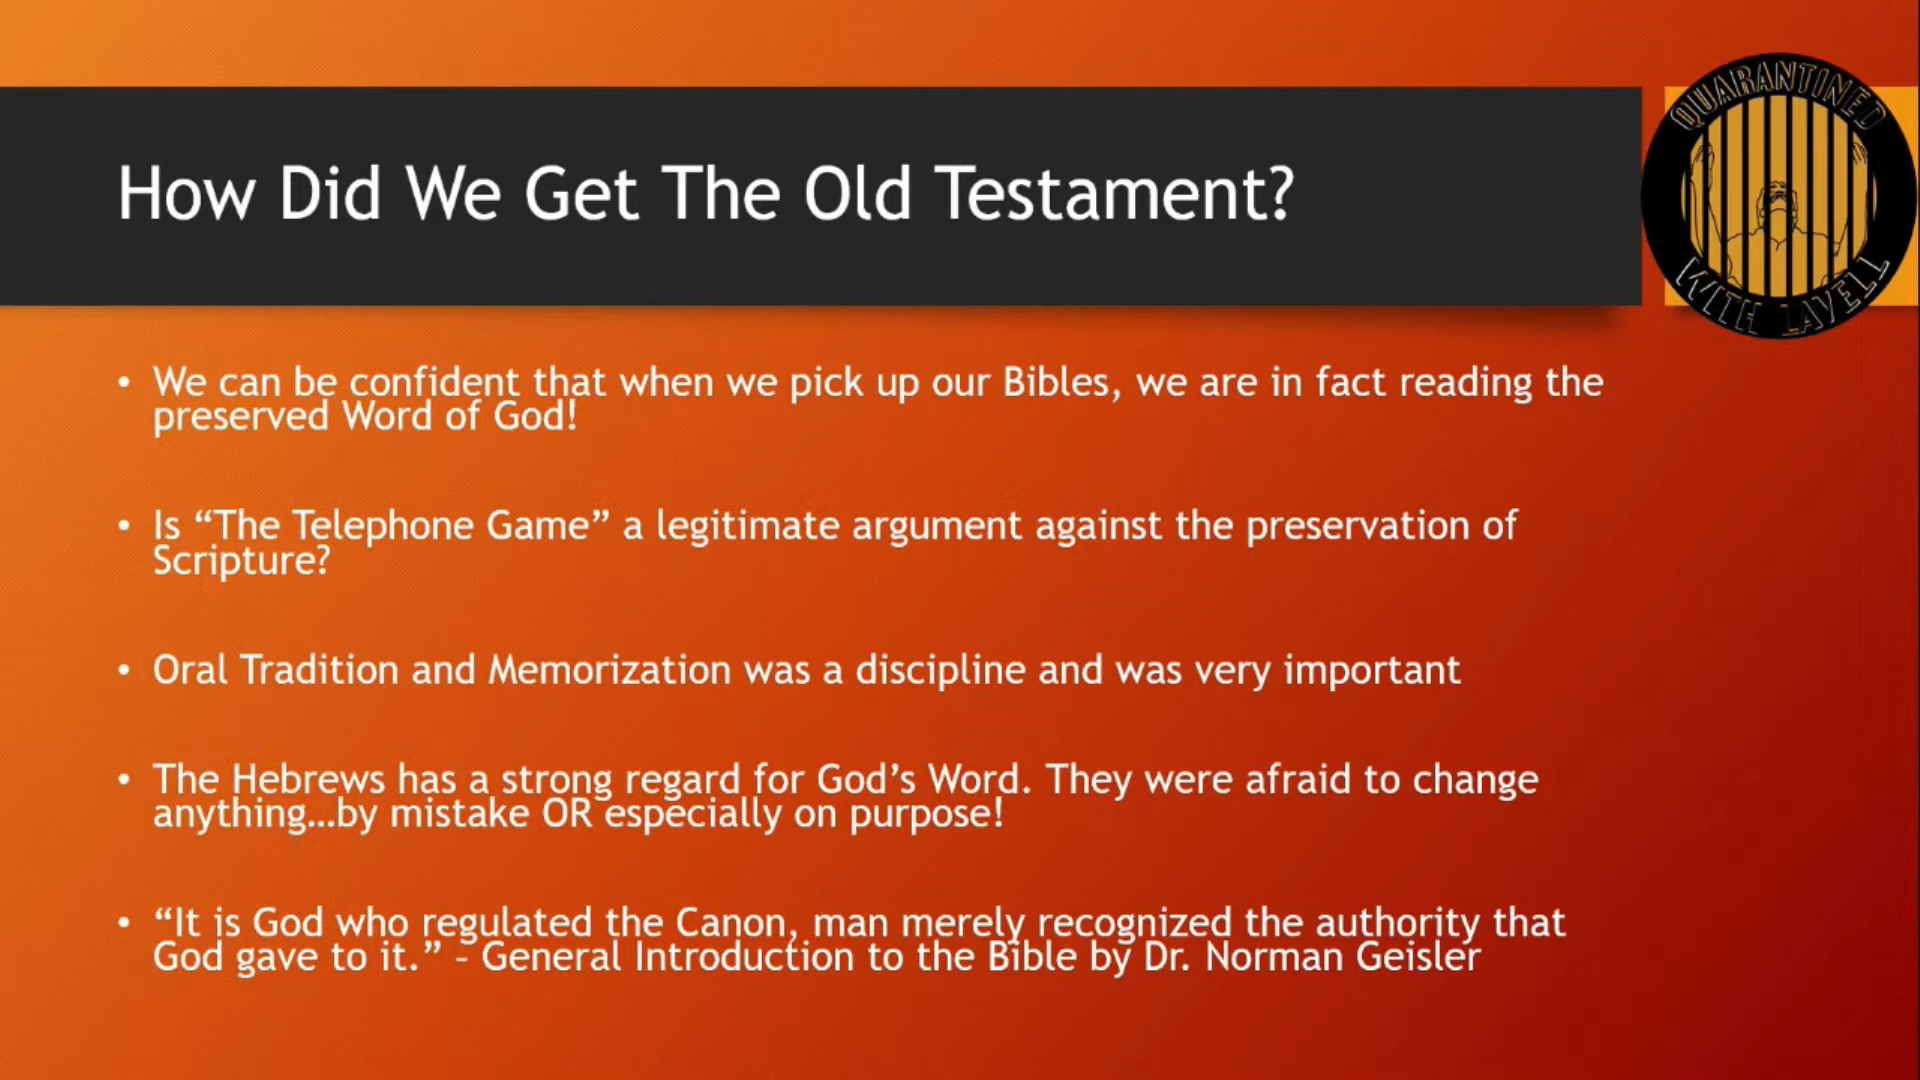 QUARANTINED
WITH LAVELL
How Did We Get The Old Testament?
• We can be confident that when we pick up our Bibles, we are in fact reading the
preserved Word of God!
• Is “The Telephone Game” a legitimate argument against the preservation of
Scripture?
• Oral Tradition and Memorization was a discipline and was very important
• The Hebrews has a strong regard for God’s Word. They were afraid to change
anything…by mistake OR especially on purpose!
• “It is God who regulated the Canon, man merely recognized the authority that
God gave to it.” – General Introduction to the Bible by Dr. Norman Geisler